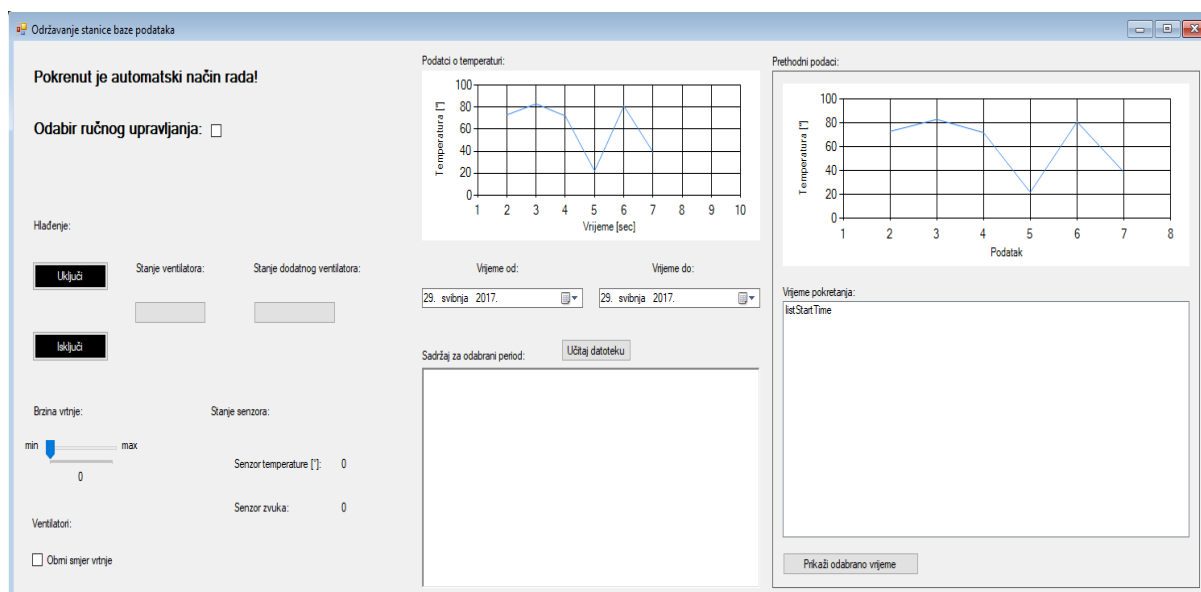 Održavanje stanice baze podataka
Pokrenut je automatski način rada!
Odabir ručnog upravljanja:
Hlađenje:
Uključi
Stanje ventilatora:
Stanje dodatnog ventilatora:
Isključi
Brzina vrtnje:
min
max
0
Stanje senzora:
Senzor temperature [°]:
0
Senzor zvuka:
0
Ventilatori:
Obrni smjer vrtnje
Podatci o temperaturi:
Temperatura [°]
100
80
60
40
20
0
1 2 3 4 5 6 7 8 9 10
Vrijeme [sec]
Vrijeme od:
Vrijeme do:
29. svibnja 2017.
29. svibnja 2017.
Sadržaj za odabrani period:
Učitaj datoteku
Prethodni podaci:
Temperatura [°]
100
80
60
40
20
0
1 2 3 4 5 6 7 8
Podatak
Vrijeme pokretanja:
listStartTime
Prikaži odabrano vrijeme